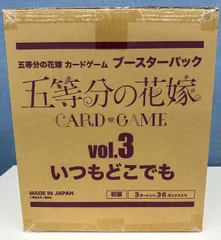 五等分の花嫁 カードゲーム ブースターパック
五等分の花嫁
CARD GAME
vol.3
いつもどこでも
MADE IN JAPAN
初版